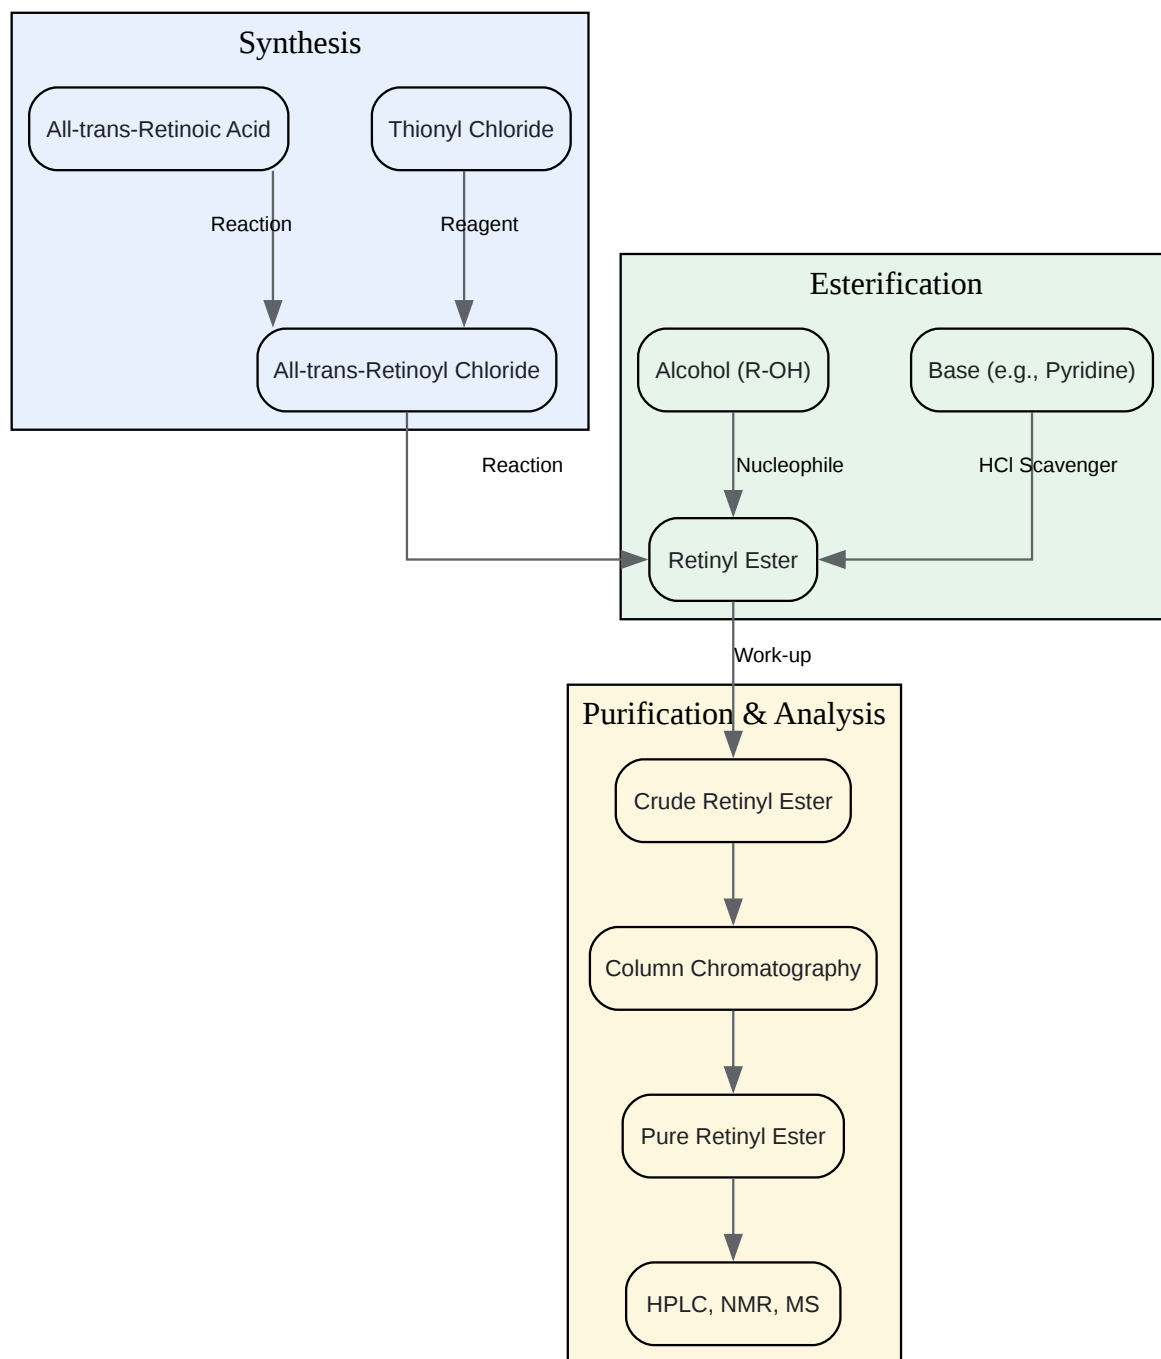 Synthesis
All-trans-Retinoic Acid
Thionyl Chloride
Reaction
Reagent
All-trans-Retinoyl Chloride
Esterification
Alcohol (R-OH)
Base (e.g., Pyridine)
Reaction
Nucleophile
HCl Scavenger
Retinyl Ester
Work-up
Purification & Analysis
Crude Retinyl Ester
Column Chromatography
Pure Retinyl Ester
HPLC, NMR, MS